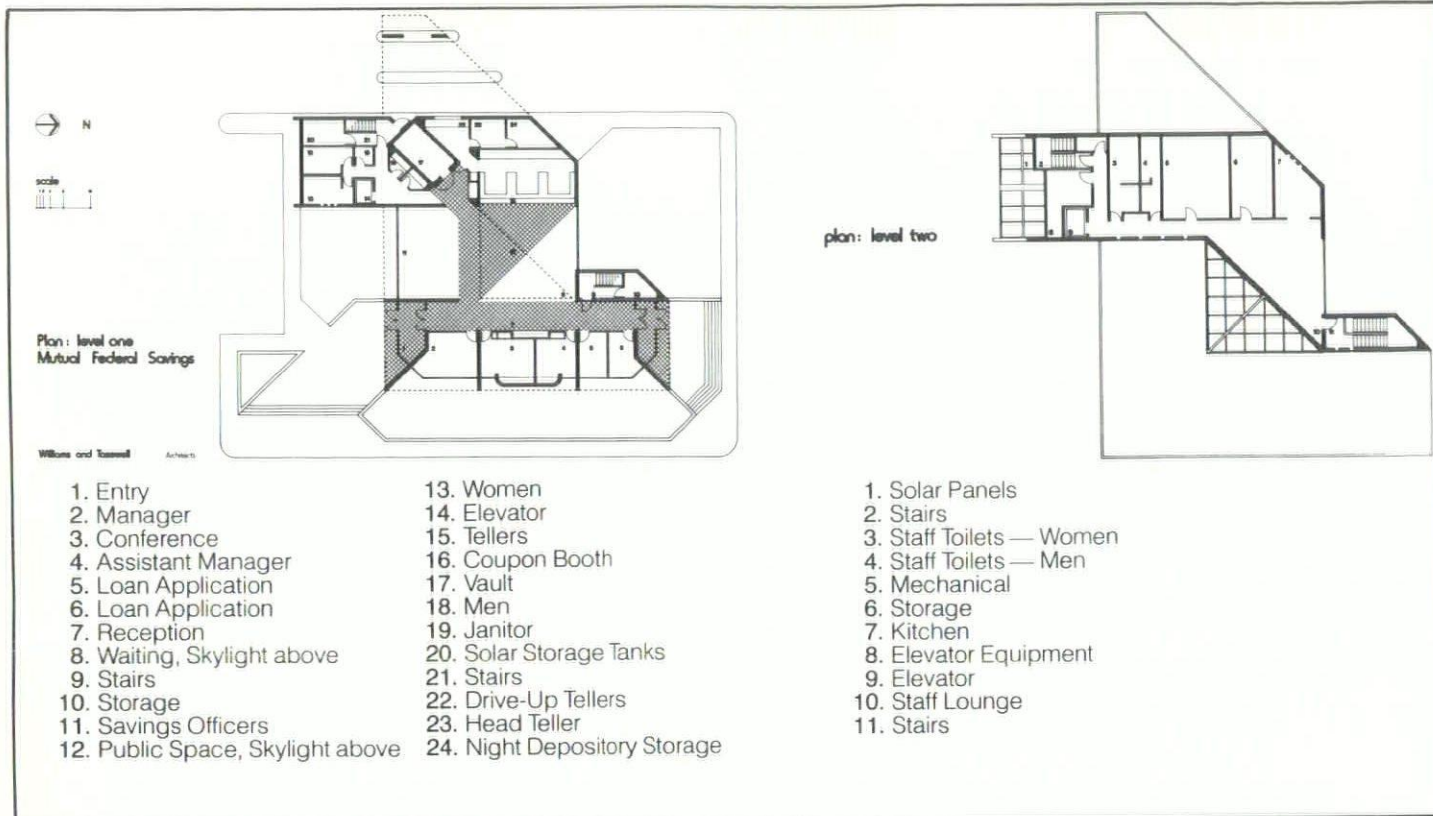 N
scale
Plan: level one
Mutual Federal Savings
Williams and Tazewell Architects
plan: level two
1. Entry
2. Manager
3. Conference
4. Assistant Manager
5. Loan Application
6. Loan Application
7. Reception
8. Waiting, Skylight above
9. Stairs
10. Storage
11. Savings Officers
12. Public Space, Skylight above
13. Women
14. Elevator
15. Tellers
16. Coupon Booth
17. Vault
18. Men
19. Janitor
20. Solar Storage Tanks
21. Stairs
22. Drive-Up Tellers
23. Head Teller
24. Night Depository Storage
1. Solar Panels
2. Stairs
3. Staff Toilets — Women
4. Staff Toilets — Men
5. Mechanical
6. Storage
7. Kitchen
8. Elevator Equipment
9. Elevator
10. Staff Lounge
11. Stairs